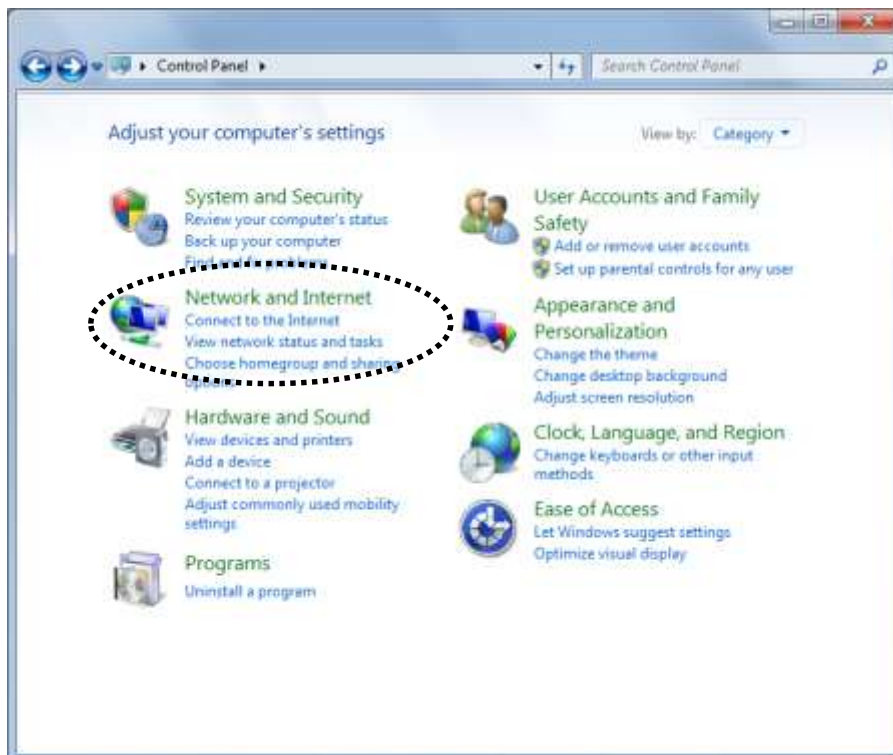 Control Panel
Search Control Panel
Adjust your computer's settings
View by: Category
System and Security
Review your computer's status
Back up your computer
Find and fix problems
Network and Internet
Connect to the Internet
View network status and tasks
Choose homegroup and sharing
options
Hardware and Sound
View devices and printers
Add a device
Connect to a projector
Adjust commonly used mobility
settings
Programs
Uninstall a program
User Accounts and Family
Safety
Add or remove user accounts
Set up parental controls for any user
Appearance and
Personalization
Change the theme
Change desktop background
Adjust screen resolution
Clock, Language, and Region
Change keyboards or other input
methods
Ease of Access
Let Windows suggest settings
Optimize visual display